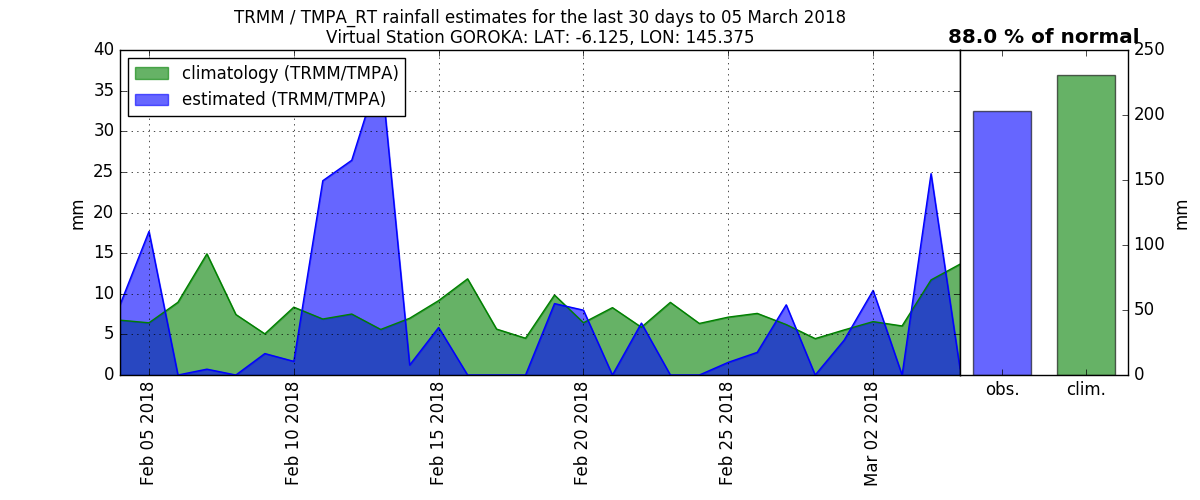 TRMM / TMPA_RT rainfall estimates for the last 30 days to 05 March 2018
Virtual Station GOROKA: LAT: -6.125, LON: 145.375
88.0 % of normal
climatology (TRMM/TMPA)
estimated (TRMM/TMPA)
40
35
30
25
20
15
10
5
0
mm
Feb 05 2018
Feb 10 2018
Feb 15 2018
Feb 20 2018
Feb 25 2018
Mar 02 2018
obs.
clim.
250
200
150
100
50
0
mm